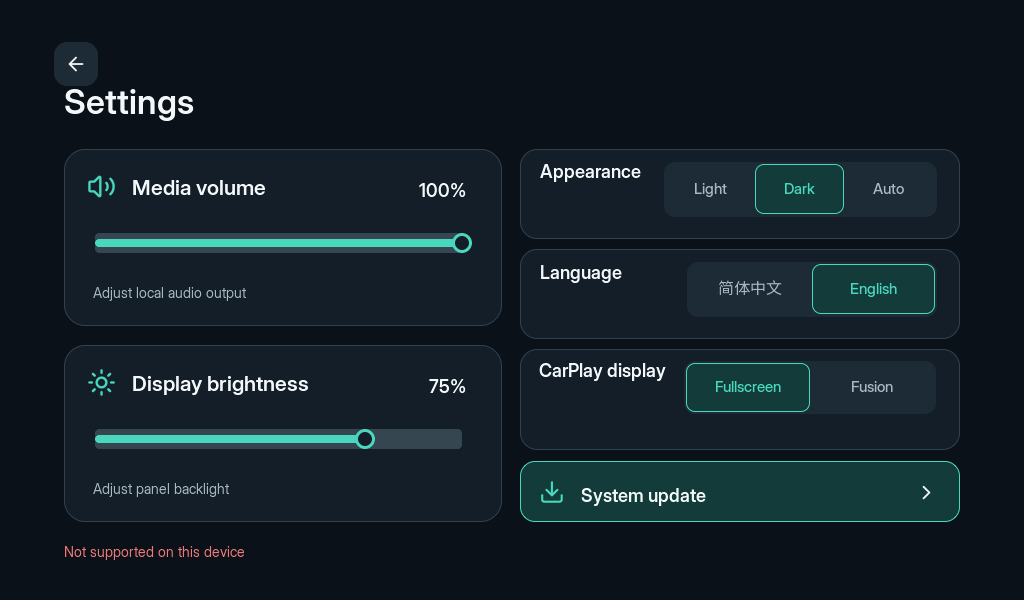 Settings
Media volume
100%
Adjust local audio output
Display brightness
75%
Adjust panel backlight
Appearance
Light
Dark
Auto
Language
简体中文
English
CarPlay display
Fullscreen
Fusion
System update
Not supported on this device